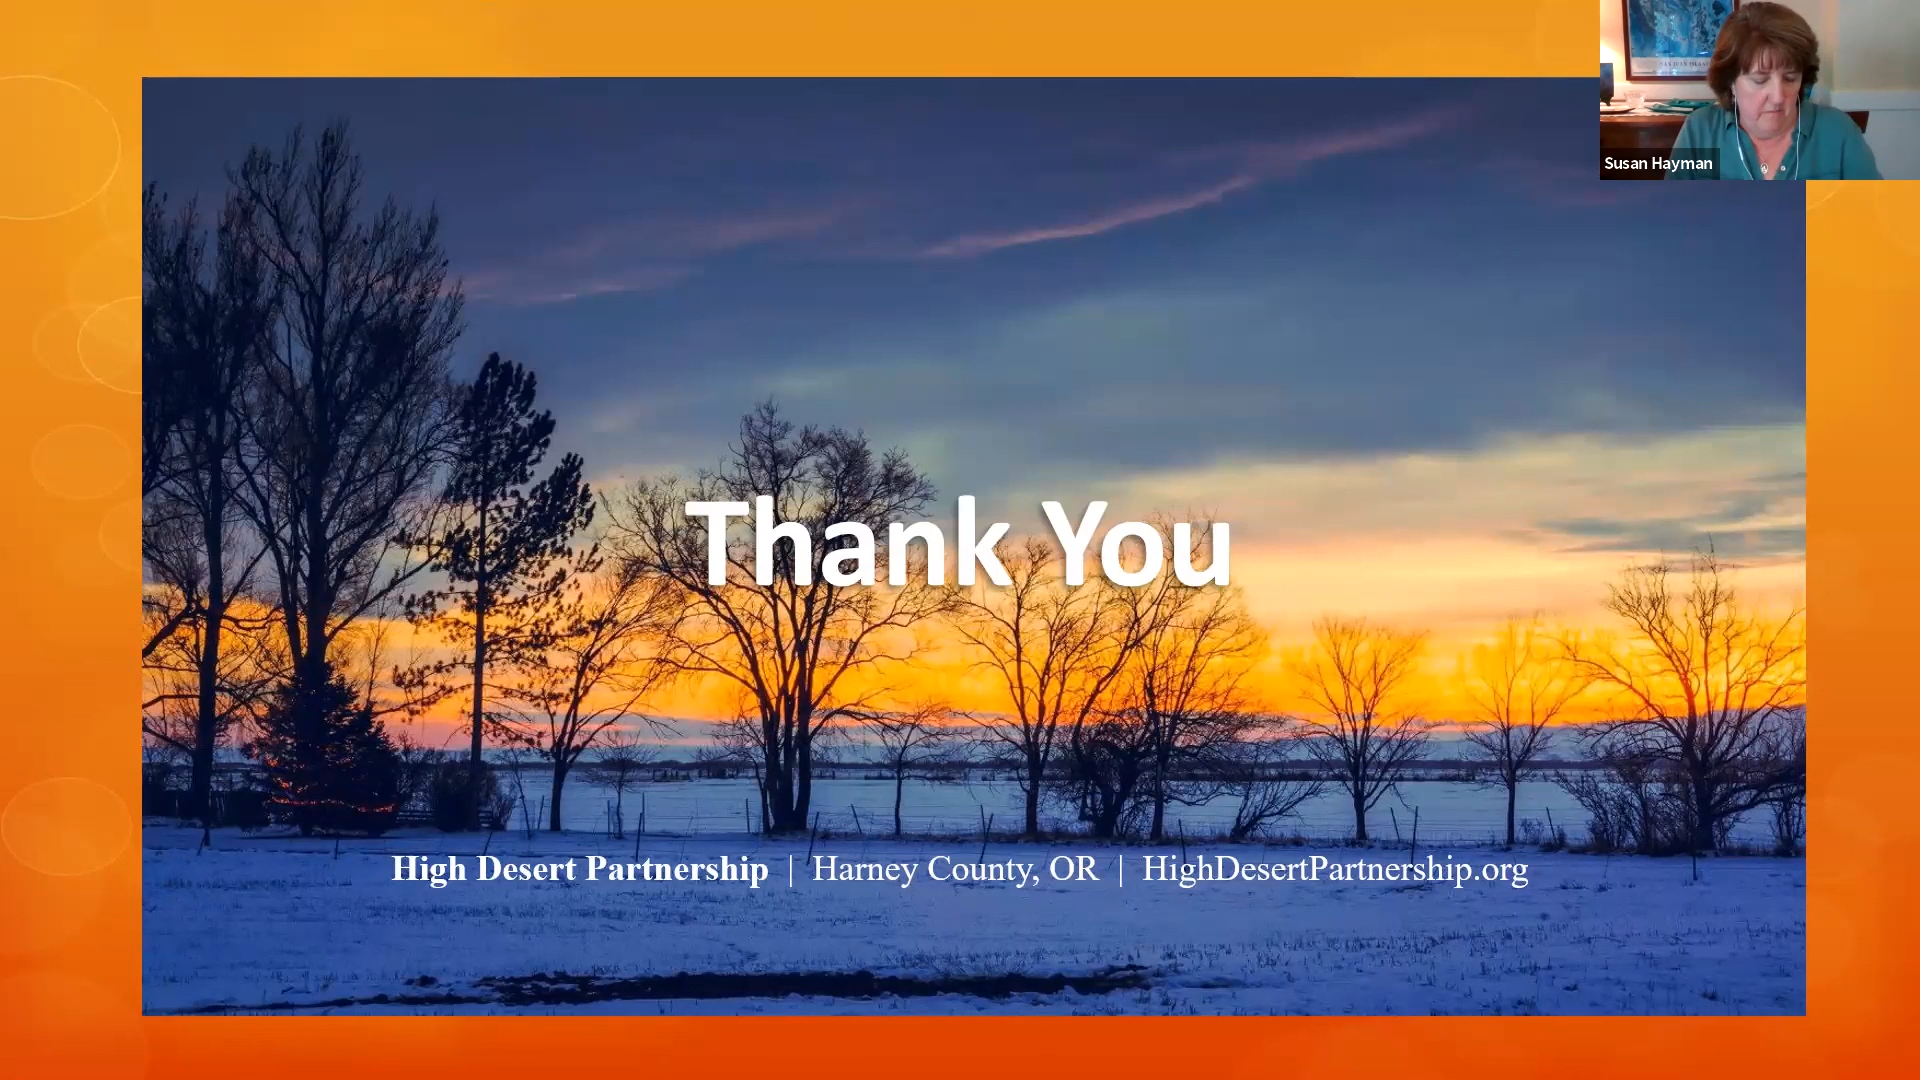 Susan Hayman
Thank You
High Desert Partnership | Harney County, OR | HighDesertPartnership.org